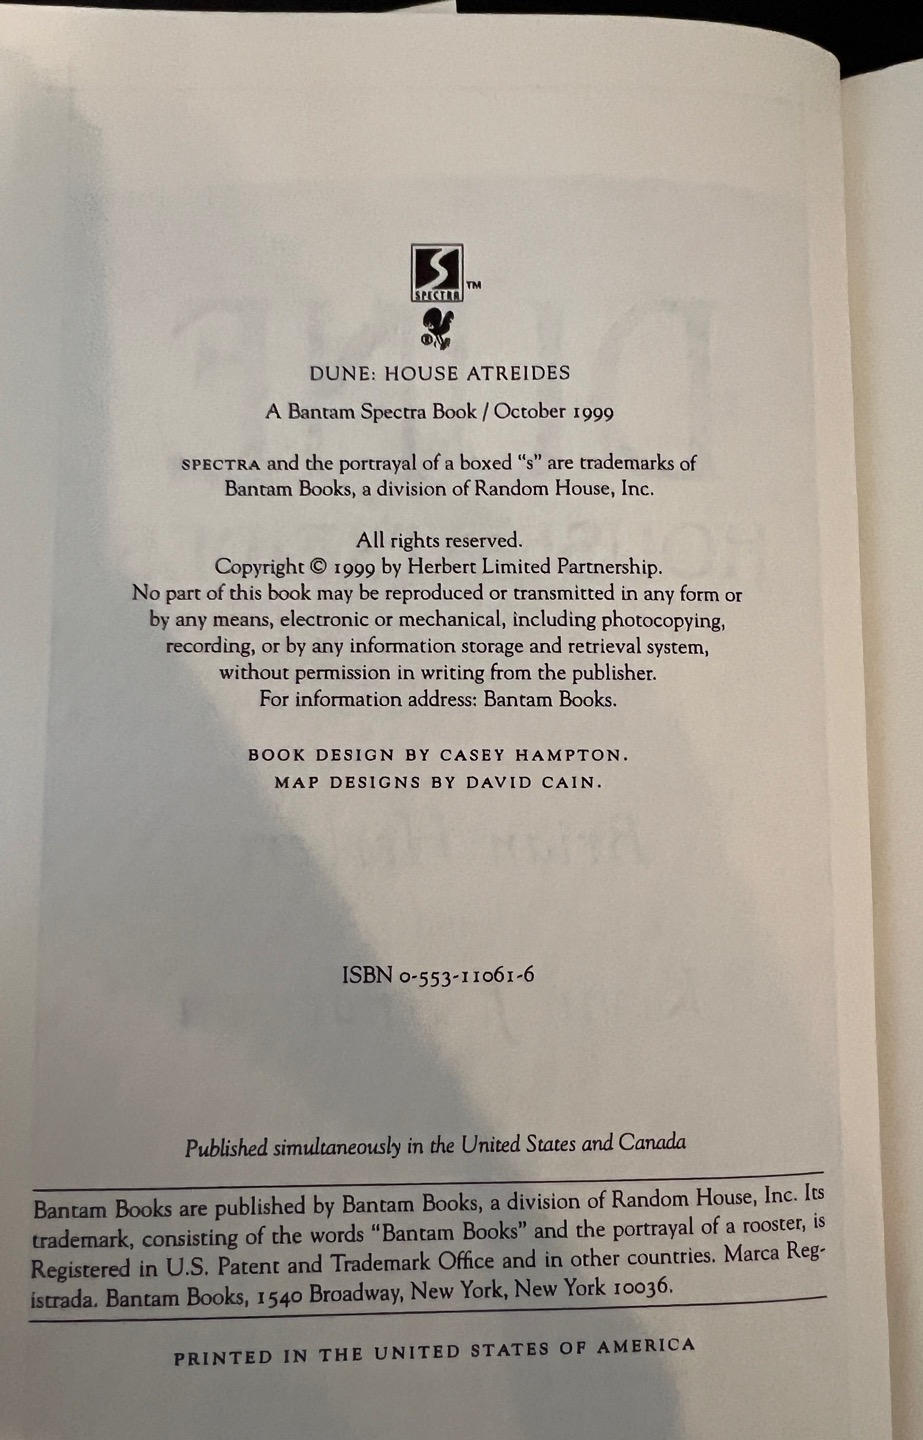 SPECTRA TM
®
DUNE: HOUSE ATREIDES
A Bantam Spectra Book / October 1999
SPECTRA and the portrayal of a boxed “s” are trademarks of
Bantam Books, a division of Random House, Inc.
All rights reserved.
Copyright © 1999 by Herbert Limited Partnership.
No part of this book may be reproduced or transmitted in any form or
by any means, electronic or mechanical, including photocopying,
recording, or by any information storage and retrieval system,
without permission in writing from the publisher.
For information address: Bantam Books.
BOOK DESIGN BY CASEY HAMPTON.
MAP DESIGNS BY DAVID CAIN.
ISBN 0-553-11061-6
Published simultaneously in the United States and Canada
Bantam Books are published by Bantam Books, a division of Random House, Inc. Its
trademark, consisting of the words “Bantam Books” and the portrayal of a rooster, is
Registered in U.S. Patent and Trademark Office and in other countries. Marca Reg-
istrada. Bantam Books, 1540 Broadway, New York, New York 10036.
PRINTED IN THE UNITED STATES OF AMERICA